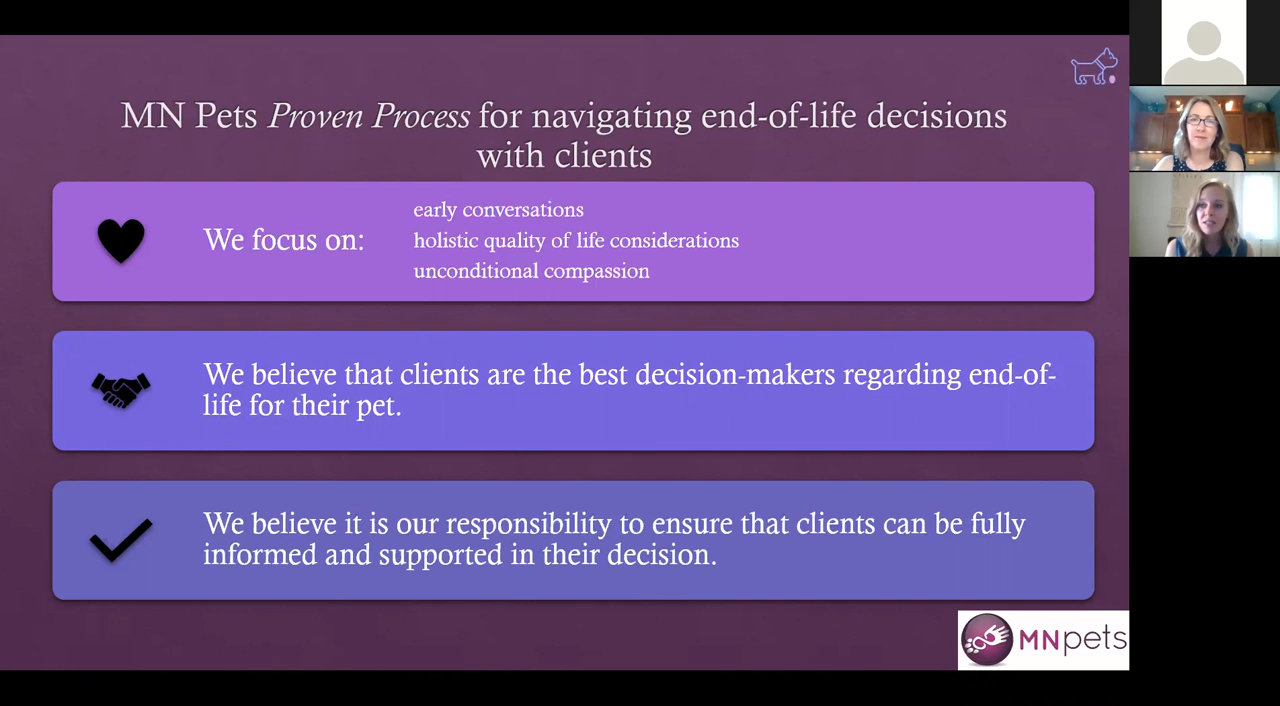 MN Pets Proven Process for navigating end-of-life decisions
with clients
We focus on:
early conversations
holistic quality of life considerations
unconditional compassion
We believe that clients are the best decision-makers regarding end-of-
life for their pet.
We believe it is our responsibility to ensure that clients can be fully
informed and supported in their decision.
MNpets